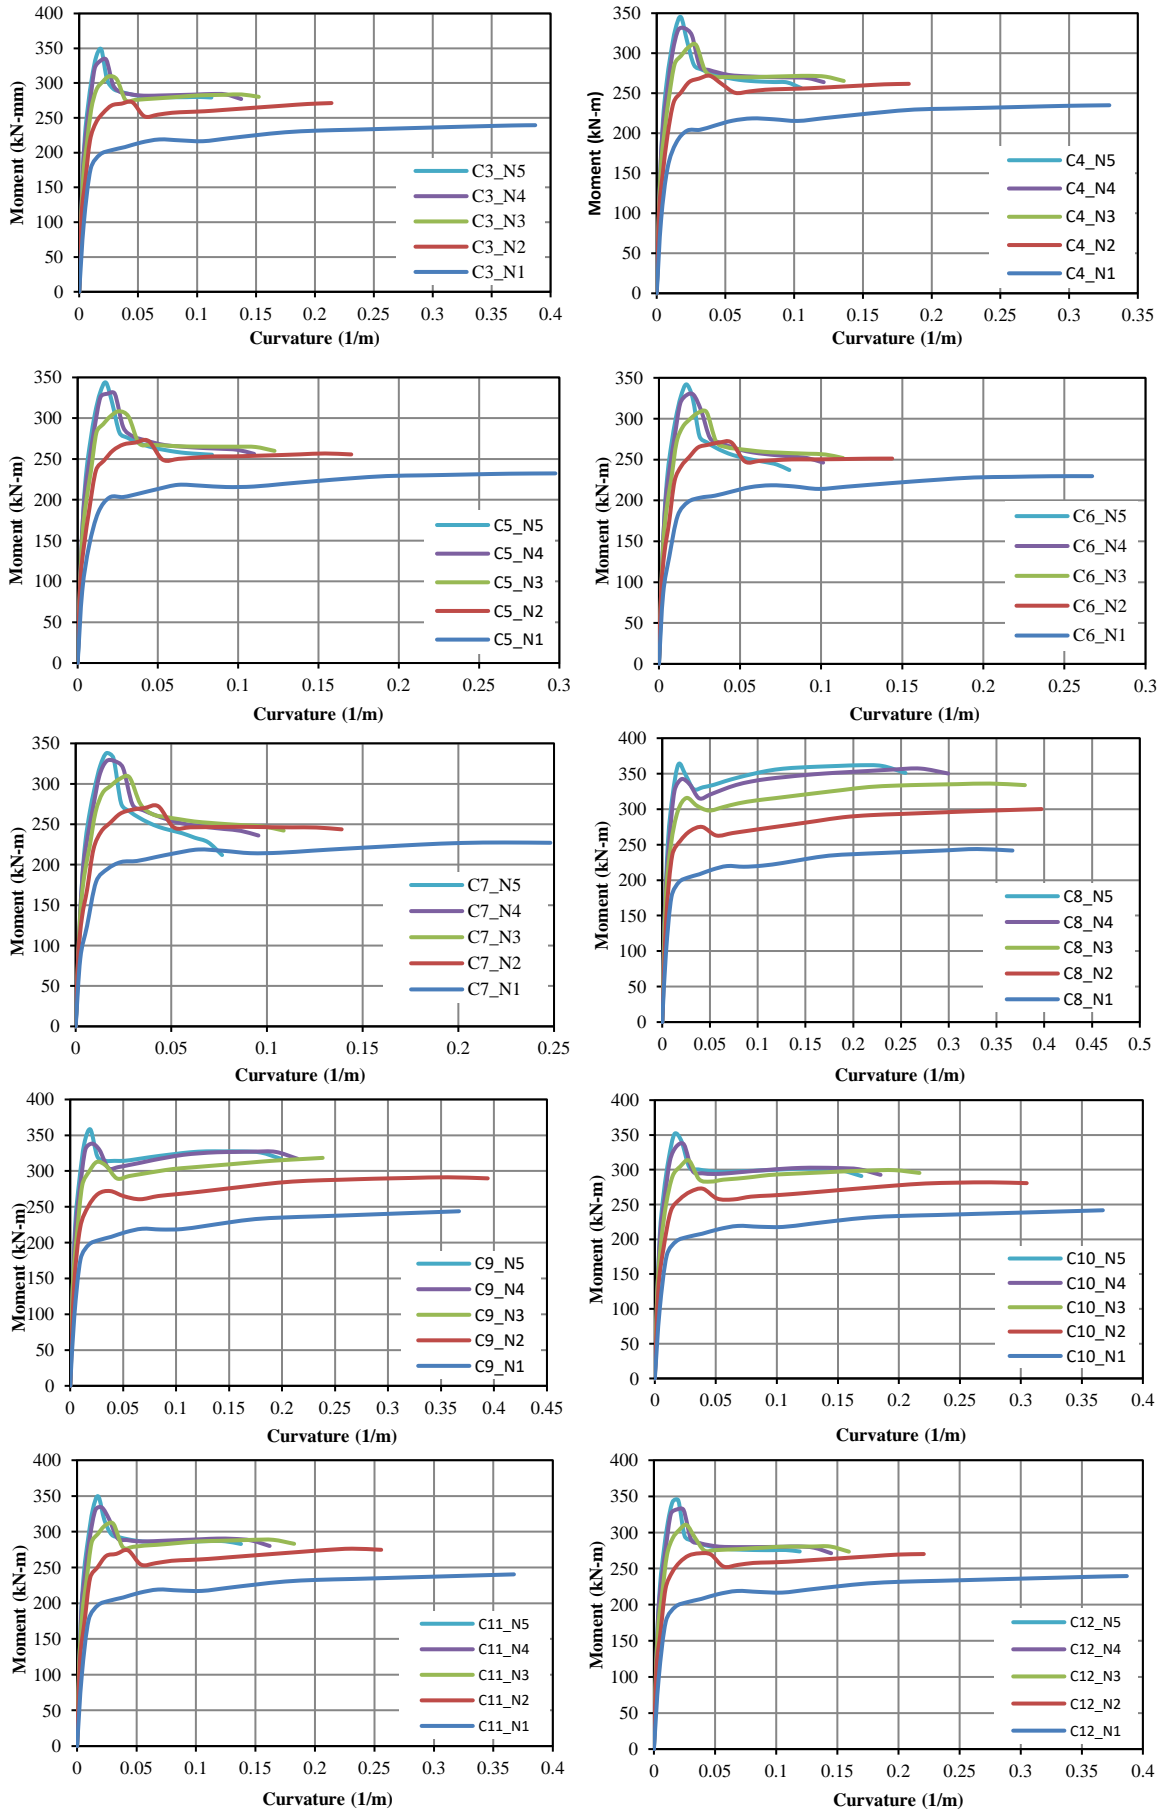 Moment (kN-mm)
400
350
300
250
200
150
100
50
0
C3_N5
C3_N4
C3_N3
C3_N2
C3_N1
0 0.05 0.1 0.15 0.2 0.25 0.3 0.35 0.4
Curvature (1/m)
Moment (kN-m)
350
300
250
200
150
100
50
0
C4_N5
C4_N4
C4_N3
C4_N2
C4_N1
0 0.05 0.1 0.15 0.2 0.25 0.3 0.35
Curvature (1/m)
Moment (kN-m)
350
300
250
200
150
100
50
0
C5_N5
C5_N4
C5_N3
C5_N2
C5_N1
0 0.05 0.1 0.15 0.2 0.25 0.3
Curvature (1/m)
Moment (kN-m)
350
300
250
200
150
100
50
0
C6_N5
C6_N4
C6_N3
C6_N2
C6_N1
0 0.05 0.1 0.15 0.2 0.25 0.3
Curvature (1/m)
Moment (kN-m)
350
300
250
200
150
100
50
0
C7_N5
C7_N4
C7_N3
C7_N2
C7_N1
0 0.05 0.1 0.15 0.2 0.25
Curvature (1/m)
Moment (kN-m)
400
350
300
250
200
150
100
50
0
C8_N5
C8_N4
C8_N3
C8_N2
C8_N1
0 0.05 0.1 0.15 0.2 0.25 0.3 0.35 0.4 0.45 0.5
Curvature (1/m)
Moment (kN-m)
400
350
300
250
200
150
100
50
0
C9_N5
C9_N4
C9_N3
C9_N2
C9_N1
0 0.05 0.1 0.15 0.2 0.25 0.3 0.35 0.4 0.45
Curvature (1/m)
Moment (kN-m)
400
350
300
250
200
150
100
50
0
C10_N5
C10_N4
C10_N3
C10_N2
C10_N1
0 0.05 0.1 0.15 0.2 0.25 0.3 0.35 0.4
Curvature (1/m)
Moment (kN-m)
400
350
300
250
200
150
100
50
0
C11_N5
C11_N4
C11_N3
C11_N2
C11_N1
0 0.05 0.1 0.15 0.2 0.25 0.3 0.35 0.4
Curvature (1/m)
Moment (kN-m)
400
350
300
250
200
150
100
50
0
C12_N5
C12_N4
C12_N3
C12_N2
C12_N1
0 0.05 0.1 0.15 0.2 0.25 0.3 0.35 0.4
Curvature (1/m)